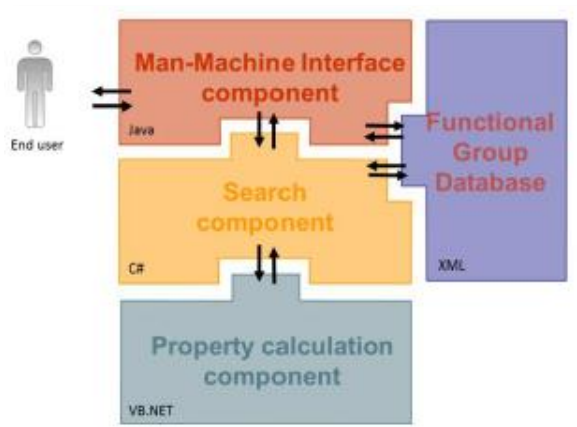 Man-Machine Interface
component
Java
End user
Functional
Group
Database
XML
Search
component
C#
Property calculation
component
VB.NET